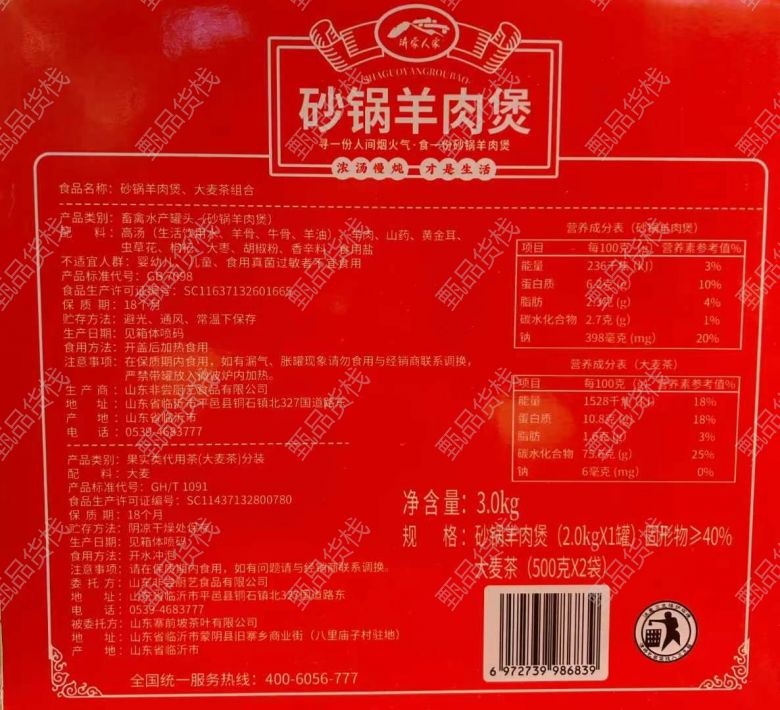 沂蒙人家
SHAGUOYANGROUBAO
砂锅羊肉煲
寻一份人间烟火气·食一份砂锅羊肉煲
浓汤慢炖 才是生活
食品名称：砂锅羊肉煲、大麦茶组合
产品类别：畜禽水产罐头（砂锅羊肉煲）
配 料：高汤（生活饮用水、羊骨、牛骨、羊油）、羊肉、山药、黄金耳、
虫草花、枸杞、大枣、胡椒粉、香辛料、食用盐
不适宜人群：婴幼儿、儿童、食用真菌过敏者不宜食用
产品标准代号：GB 7098
食品生产许可证编号：SC11637132601665
保 质 期：18个月
贮存方法：避光、通风、常温下保存
生产日期：见箱体喷码
食用方法：开盖后加热食用
注意事项：在保质期内食用，如有漏气、胀罐现象请勿食用与经销商联系调换，
严禁带罐放入微波炉内加热。
生 产 商：山东非尝厨艺食品有限公司
地 址：山东省临沂市平邑县铜石镇北327国道路东
产 地：山东省临沂市
电 话：0539-4683777
产品类别：果实类代用茶(大麦茶)分装
配 料：大麦
产品标准代号：GH/T 1091
食品生产许可证编号：SC11437132800780
保 质 期：18个月
贮存方法：阴凉干燥处保存
生产日期：见箱体喷码
食用方法：开水冲泡
注意事项：请在保质期内食用，如有问题请与经销商联系调换。
委 托 方：山东非尝厨艺食品有限公司
地 址：山东省临沂市平邑县铜石镇北327国道路东
电 话：0539-4683777
被委托方：山东寨前坡茶叶有限公司
地 址：山东省临沂市蒙阴县旧寨乡商业街（八里庙子村驻地）
产 地：山东省临沂市
全国统一服务热线：400-6056-777
营养成分表（砂锅羊肉煲）
项目 每100克（g） 营养素参考值%
能量 236千焦（kJ） 3%
蛋白质 6.2克 (g) 10%
脂肪 2.3克 (g) 4%
碳水化合物 2.7克 (g) 1%
钠 398毫克 (mg) 20%
营养成分表（大麦茶）
项目 每100克（g） 营养素参考值%
能量 1528千焦（kJ） 18%
蛋白质 10.8克 (g) 18%
脂肪 1.6克 (g) 3%
碳水化合物 75.6克 (g) 25%
钠 6毫克 (mg) 0%
净含量：3.0kg
规 格：砂锅羊肉煲（2.0kgX1罐）固形物≥40%
大麦茶（500克X2袋）
6 972739 986839
甄品货栈